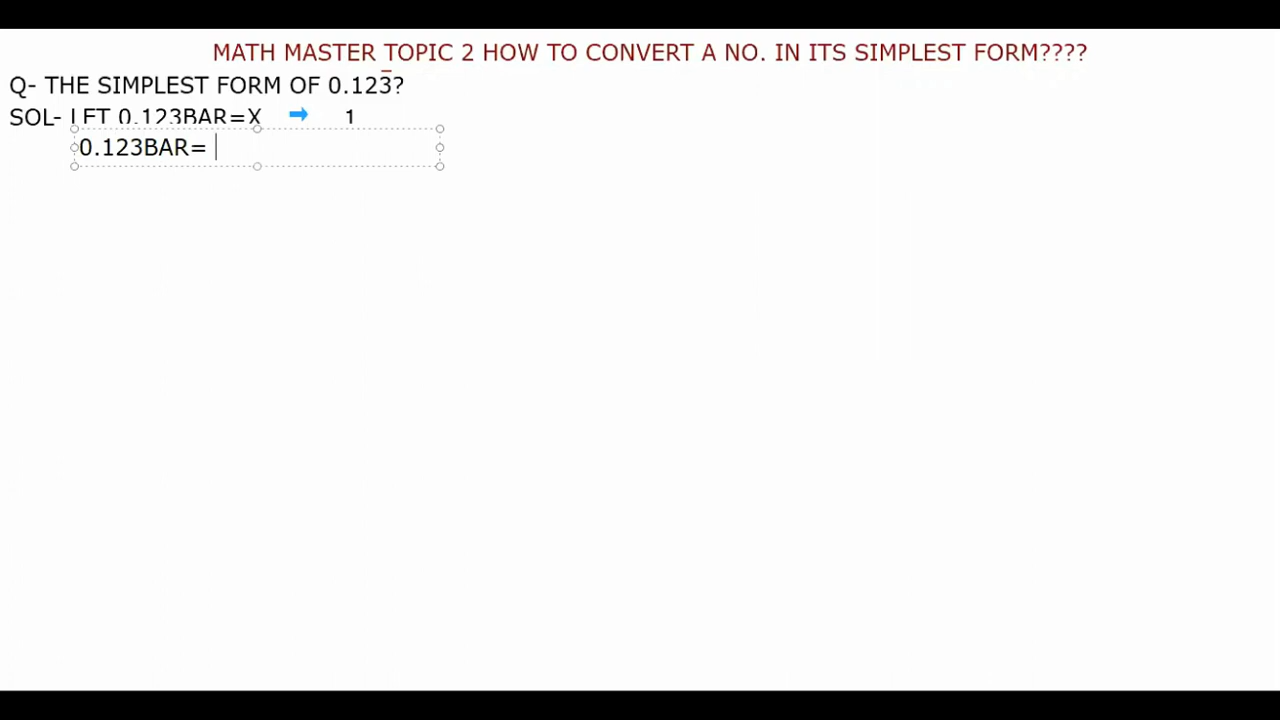 MATH MASTER TOPIC 2 HOW TO CONVERT A NO. IN ITS SIMPLEST FORM????
Q- THE SIMPLEST FORM OF 0.123̅?
SOL- LET 0.123BAR=X ➡ 1
0.123BAR=